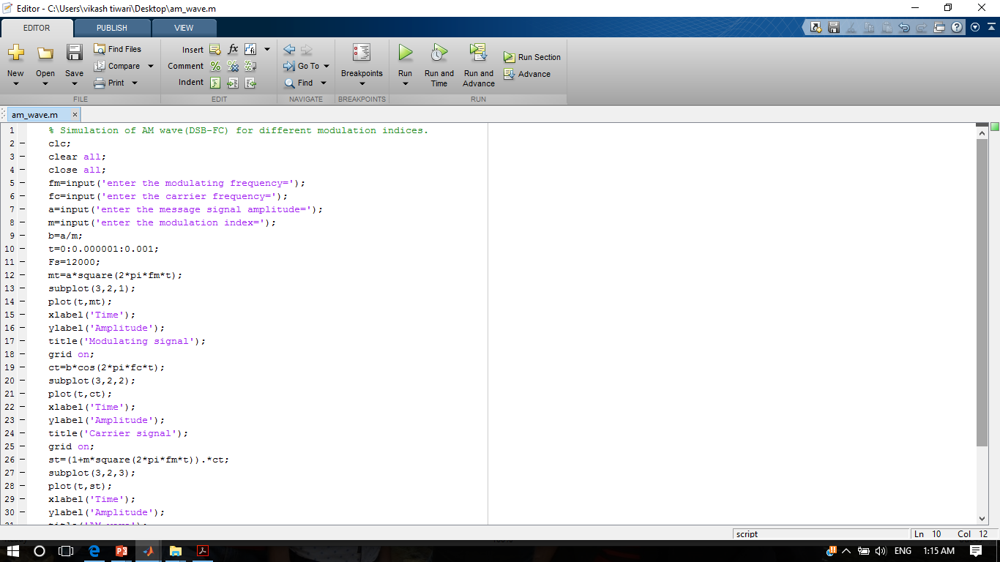 Editor - C:\Users\vikash tiwari\Desktop\am_wave.m
EDITOR PUBLISH VIEW
New Open Save Find Files Compare Print
Insert fx
Comment
Indent
Go To Find
Breakpoints
Run Run and Time Run and Advance Run Section Advance
FILE EDIT NAVIGATE BREAKPOINTS RUN
am_wave.m ×
1 % Simulation of AM wave(DSB-FC) for different modulation indices.
2 – clc;
3 – clear all;
4 – close all;
5 – fm=input('enter the modulating frequency=');
6 – fc=input('enter the carrier frequency=');
7 – a=input('enter the message signal amplitude=');
8 – m=input('enter the modulation index=');
9 – b=a/m;
10 – t=0:0.000001:0.001;
11 – Fs=12000;
12 – mt=a*square(2*pi*fm*t);
13 – subplot(3,2,1);
14 – plot(t,mt);
15 – xlabel('Time');
16 – ylabel('Amplitude');
17 – title('Modulating signal');
18 – grid on;
19 – ct=b*cos(2*pi*fc*t);
20 – subplot(3,2,2);
21 – plot(t,ct);
22 – xlabel('Time');
23 – ylabel('Amplitude');
24 – title('Carrier signal');
25 – grid on;
26 – st=(1+m*square(2*pi*fm*t)).*ct;
27 – subplot(3,2,3);
28 – plot(t,st);
29 – xlabel('Time');
30 – ylabel('Amplitude');
script Ln 10 Col 12
ENG 1:15 AM